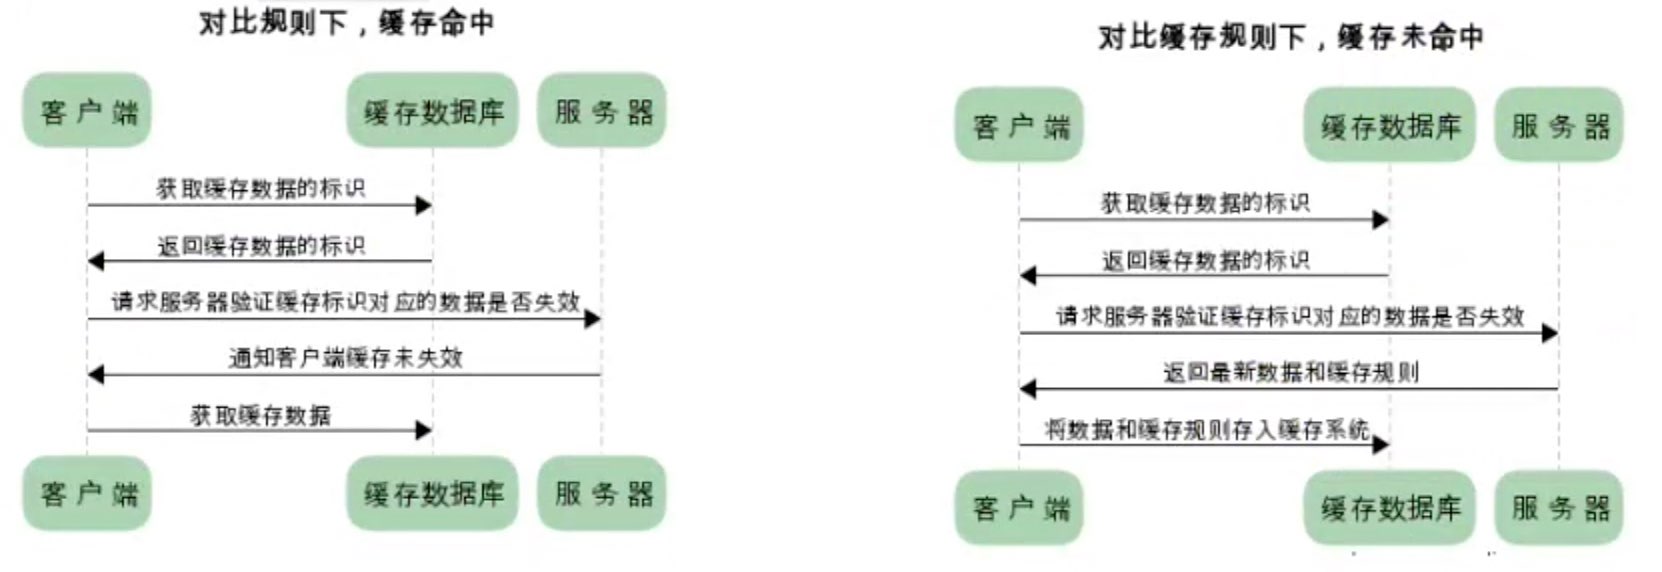 对比规则下，缓存命中
客户端
缓存数据库
服务器
获取缓存数据的标识
返回缓存数据的标识
请求服务器验证缓存标识对应的数据是否失效
通知客户端缓存未失效
获取缓存数据
客户端
缓存数据库
服务器
对比缓存规则下，缓存未命中
客户端
缓存数据库
服务器
获取缓存数据的标识
返回缓存数据的标识
请求服务器验证缓存标识对应的数据是否失效
返回最新数据和缓存规则
将数据和缓存规则存入缓存系统
客户端
缓存数据库
服务器